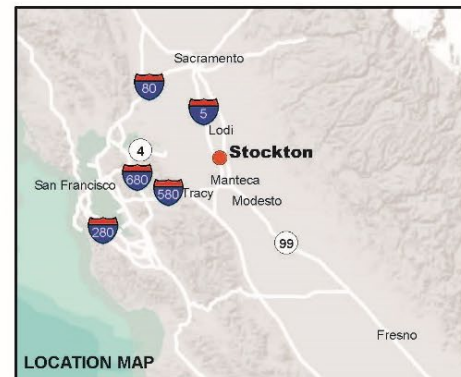 Sacramento
80
5
Lodi
4
Stockton
680
San Francisco
580
Tracy
Manteca
Modesto
280
99
Fresno
LOCATION MAP